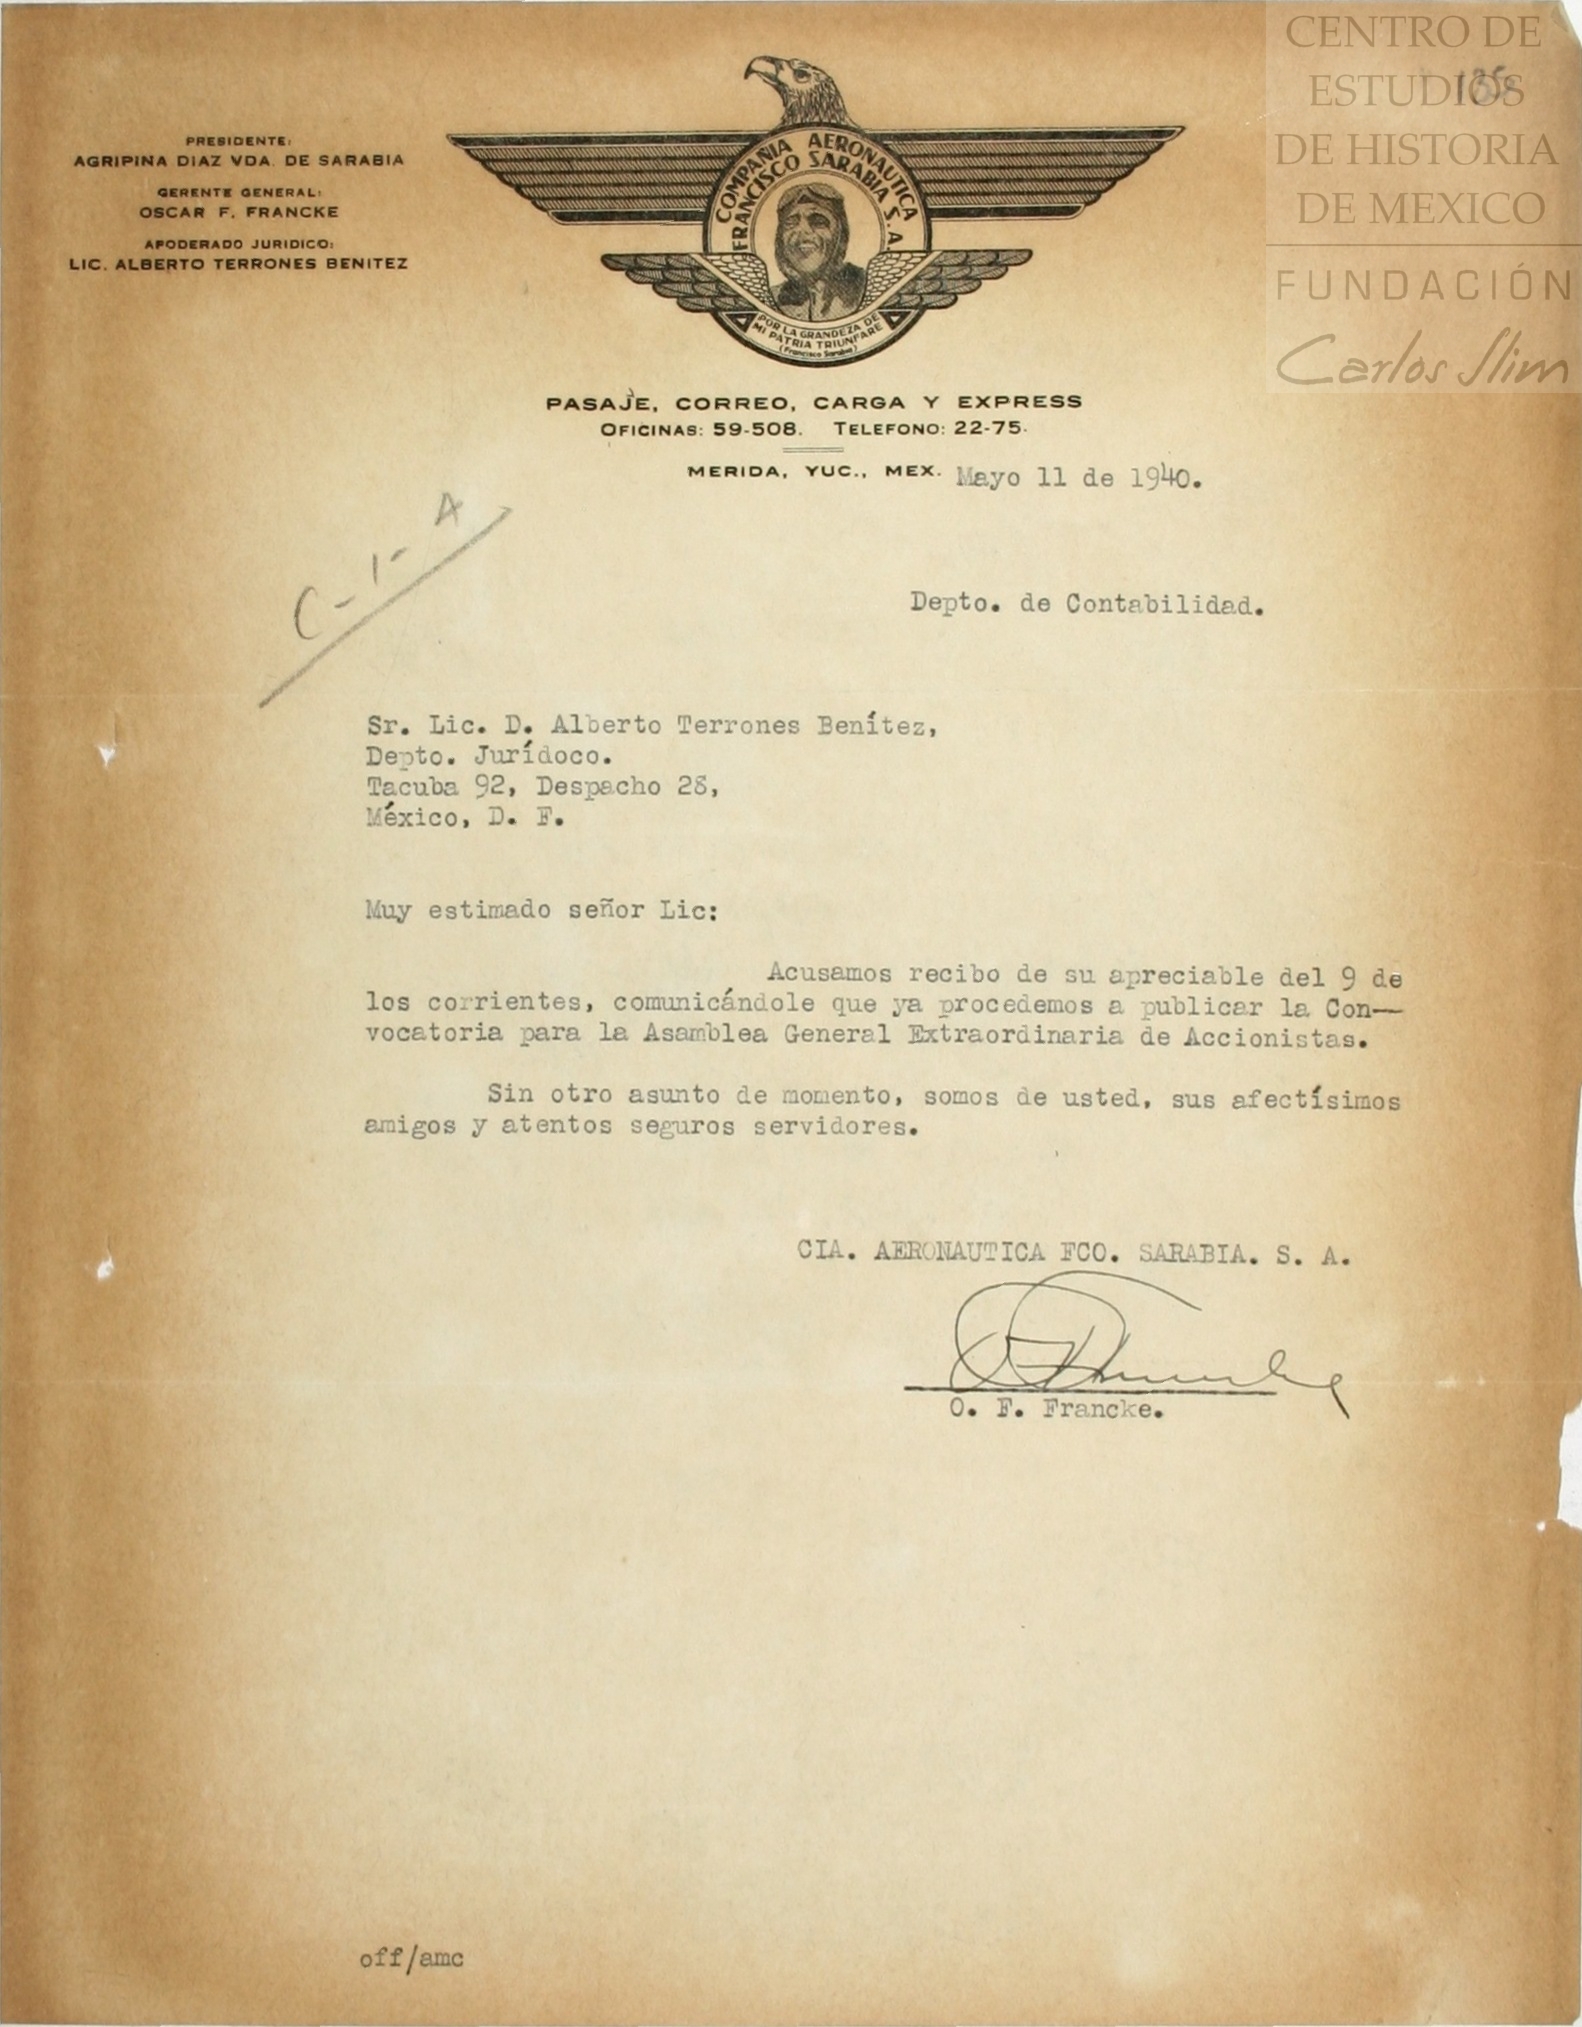 CENTRO DE
ESTUDIOS
DE HISTORIA
DE MEXICO
FUNDACIÓN
Carlos Slim
135
PRESIDENTE:
AGRIPINA DIAZ VDA. DE SARABIA
GERENTE GENERAL:
OSCAR F. FRANCKE
APODERADO JURIDICO:
LIC. ALBERTO TERRONES BENITEZ
COMPAÑIA AERONAUTICA
FRANCISCO SARABIA S. A.
POR LA GRANDEZA DE
MI PATRIA TRIUNFARE
(Francisco Sarabia)
PASAJE, CORREO, CARGA Y EXPRESS
OFICINAS: 59-508. TELEFONO: 22-75.
MERIDA, YUC., MEX. Mayo 11 de 1940.
C-1-A
Depto. de Contabilidad.
Sr. Lic. D. Alberto Terrones Benítez,
Depto. Jurídoco.
Tacuba 92, Despacho 28,
México, D. F.
Muy estimado señor Lic:
Acusamos recibo de su apreciable del 9 de
los corrientes, comunicándole que ya procedemos a publicar la Con--
vocatoria para la Asamblea General Extraordinaria de Accionistas.
Sin otro asunto de momento, somos de usted, sus afectísimos
amigos y atentos seguros servidores.
CIA. AERONAUTICA FCO. SARABIA. S. A.
O. F. Francke.
off/amc